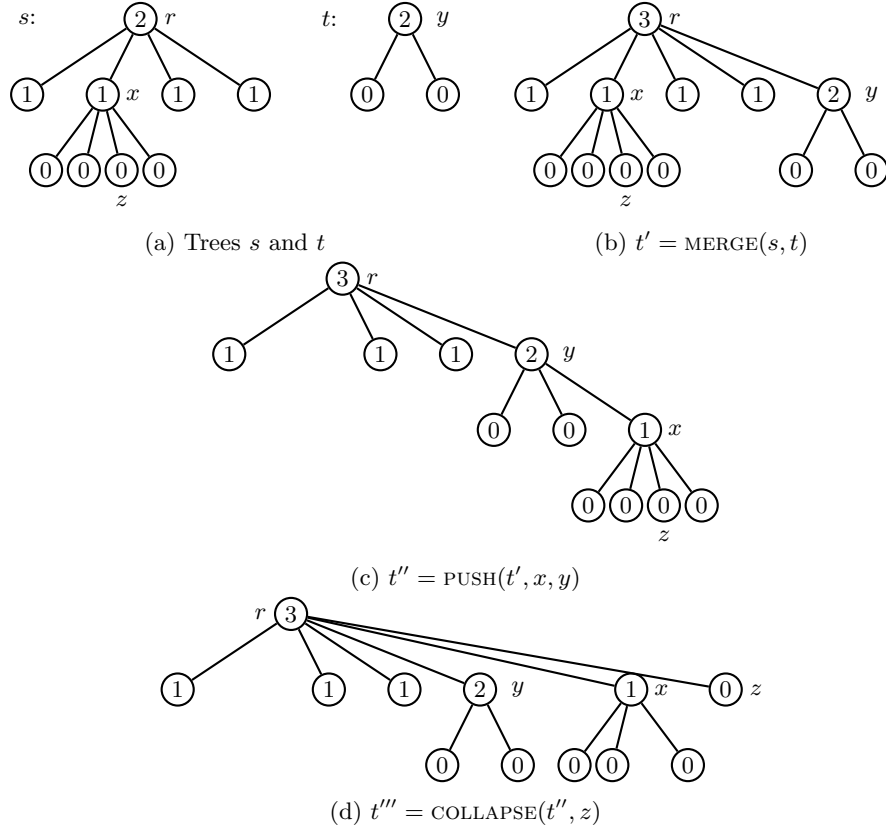 s: 2 r t: 2 y 3 r
1 1 x 1 1 0 0 1 1 x 1 1 2 y
0 0 0 0 0 0 0 0 0 0
z z
(a) Trees s and t (b) t′ = MERGE(s, t)
3 r
1 1 1 2 y
0 0 1 x
0 0 0 0
z
(c) t′′ = PUSH(t′, x, y)
r 3
1 1 1 2 y 1 x 0 z
0 0 0 0 0
(d) t′′′ = COLLAPSE(t′′, z)